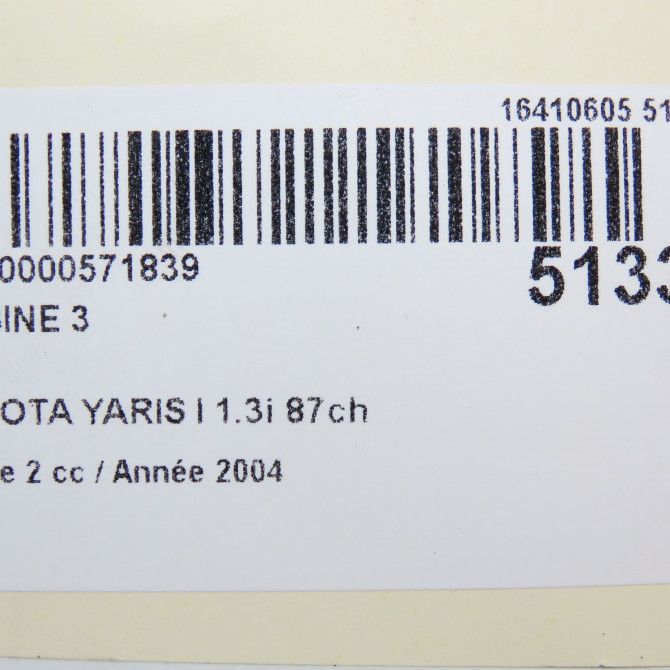 16410605 51
0000571839
5133
INE 3
OTA YARIS I 1.3i 87ch
e 2 cc / Année 2004